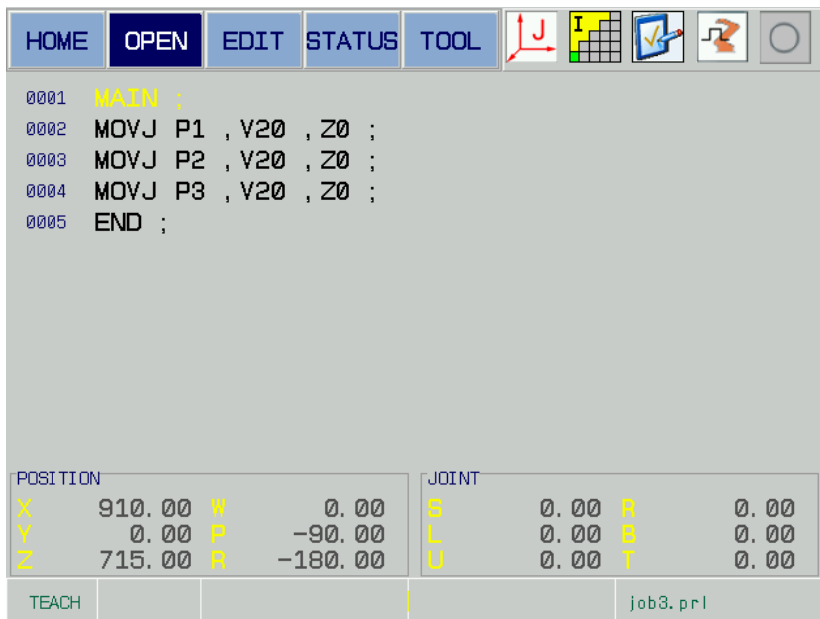 HOME OPEN EDIT STATUS TOOL J I
0001 MAIN ;
0002 MOVJ P1 , V20 , Z0 ;
0003 MOVJ P2 , V20 , Z0 ;
0004 MOVJ P3 , V20 , Z0 ;
0005 END ;
POSITION JOINT
X 910.00 W 0.00 S 0.00 R 0.00
Y 0.00 P -90.00 L 0.00 B 0.00
Z 715.00 R -180.00 U 0.00 T 0.00
TEACH job3.prl